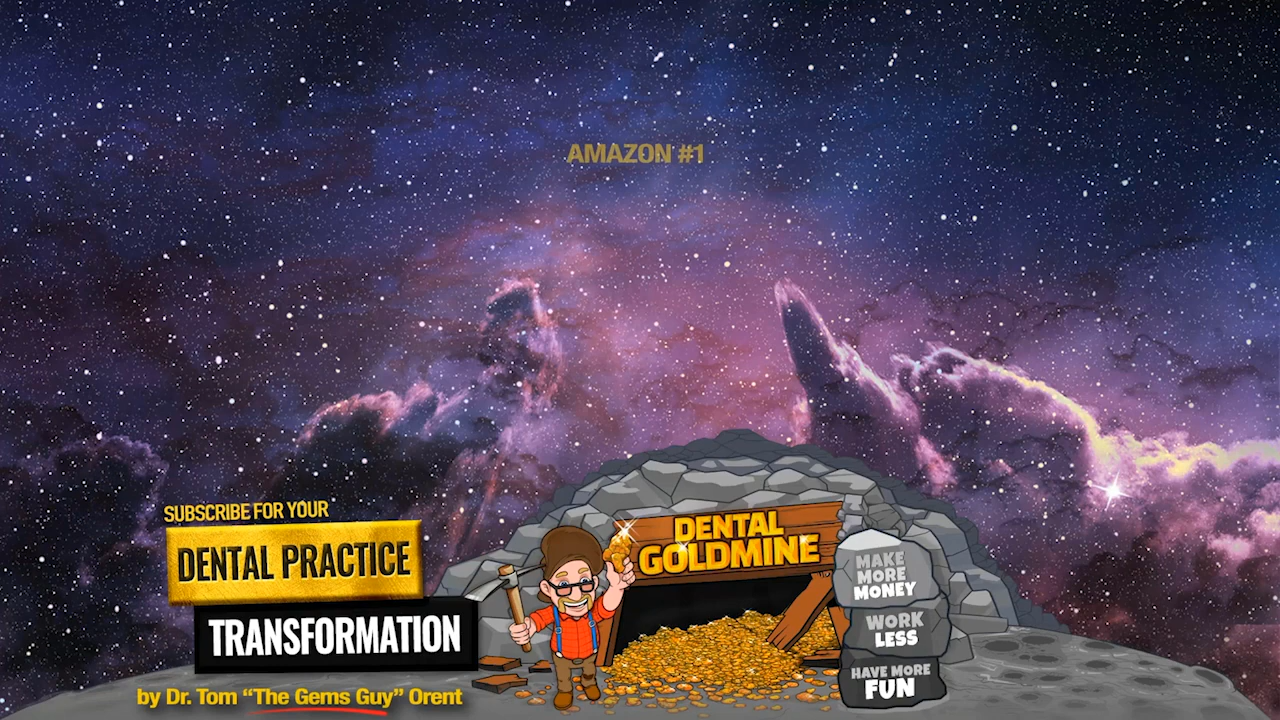 AMAZON #1
SUBSCRIBE FOR YOUR
DENTAL PRACTICE
TRANSFORMATION
by Dr. Tom “The Gems Guy” Orent
DENTAL
GOLDMINE
MAKE
MORE
MONEY
WORK
LESS
HAVE MORE
FUN